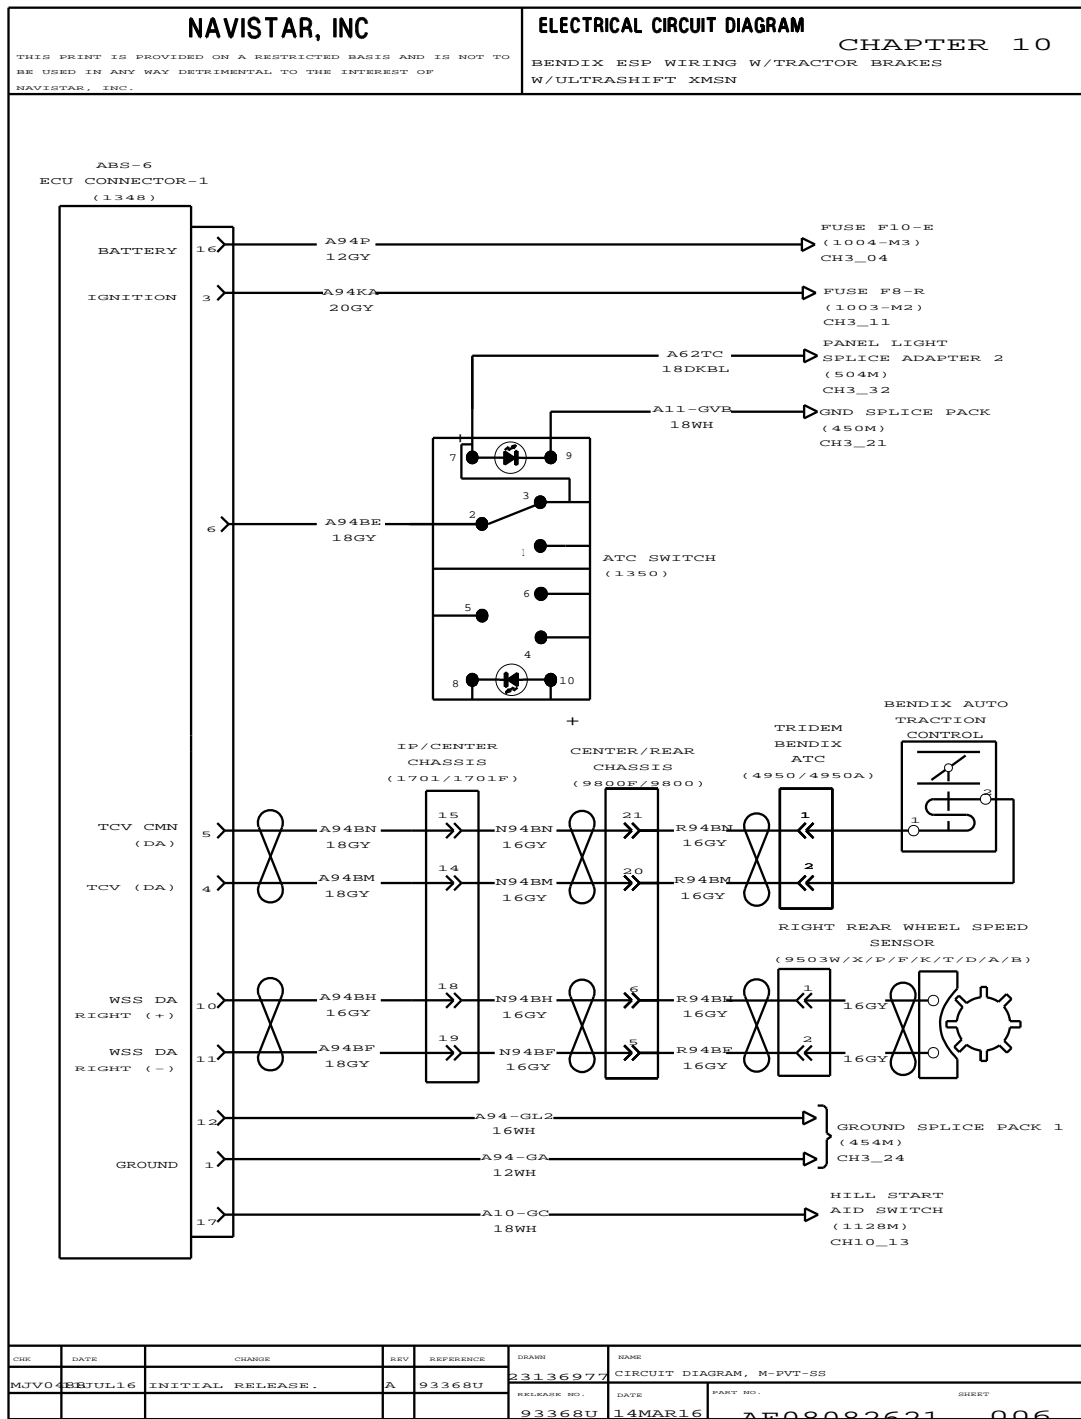 NAVISTAR, INC
THIS PRINT IS PROVIDED ON A RESTRICTED BASIS AND IS NOT TO
BE USED IN ANY WAY DETRIMENTAL TO THE INTEREST OF
NAVISTAR, INC.
ELECTRICAL CIRCUIT DIAGRAM
CHAPTER 10
BENDIX ESP WIRING W/TRACTOR BRAKES
W/ULTRASHIFT XMSN
ABS-6
ECU CONNECTOR-1
(1348)
BATTERY 16
A94P
12GY
FUSE F10-E
(1004-M3)
CH3_04
IGNITION 3
A94KA
20GY
FUSE F8-R
(1003-M2)
CH3_11
A62TC
18DKBL
PANEL LIGHT
SPLICE ADAPTER 2
(504M)
CH3_32
A11-GVB
18WH
GND SPLICE PACK
(450M)
CH3_21
+
7 9
3
2
1
6
5
4
8 10
+
6
A94BE
18GY
ATC SWITCH
(1350)
IP/CENTER
CHASSIS
(1701/1701F)
CENTER/REAR
CHASSIS
(9800F/9800)
TRIDEM
BENDIX
ATC
(4950/4950A)
BENDIX AUTO
TRACTION
CONTROL
2
1
TCV CMN 5
(DA)
A94BN
18GY
15
N94BN
16GY
21
R94BN
16GY
1
TCV (DA) 4
A94BM
18GY
14
N94BM
16GY
20
R94BM
16GY
2
RIGHT REAR WHEEL SPEED
SENSOR
(9503W/X/P/F/K/T/D/A/B)
WSS DA 10
RIGHT (+)
A94BH
16GY
18
N94BH
16GY
6
R94BH
16GY
1
16GY
WSS DA 11
RIGHT (-)
A94BF
18GY
19
N94BF
16GY
5
R94BF
16GY
2
16GY
12
A94-GL2
16WH
GROUND 1
A94-GA
12WH
GROUND SPLICE PACK 1
(454M)
CH3_24
17
A10-GC
18WH
HILL START
AID SWITCH
(1128M)
CH10_13
CHK DATE CHANGE REV REFERENCE
INITIAL RELEASE. A 93368U
DRAWN
23136977
NAME
CIRCUIT DIAGRAM, M-PVT-SS
RELEASE NO.
93368U
DATE
14MAR16
PART NO.
AF08082621
SHEET
006